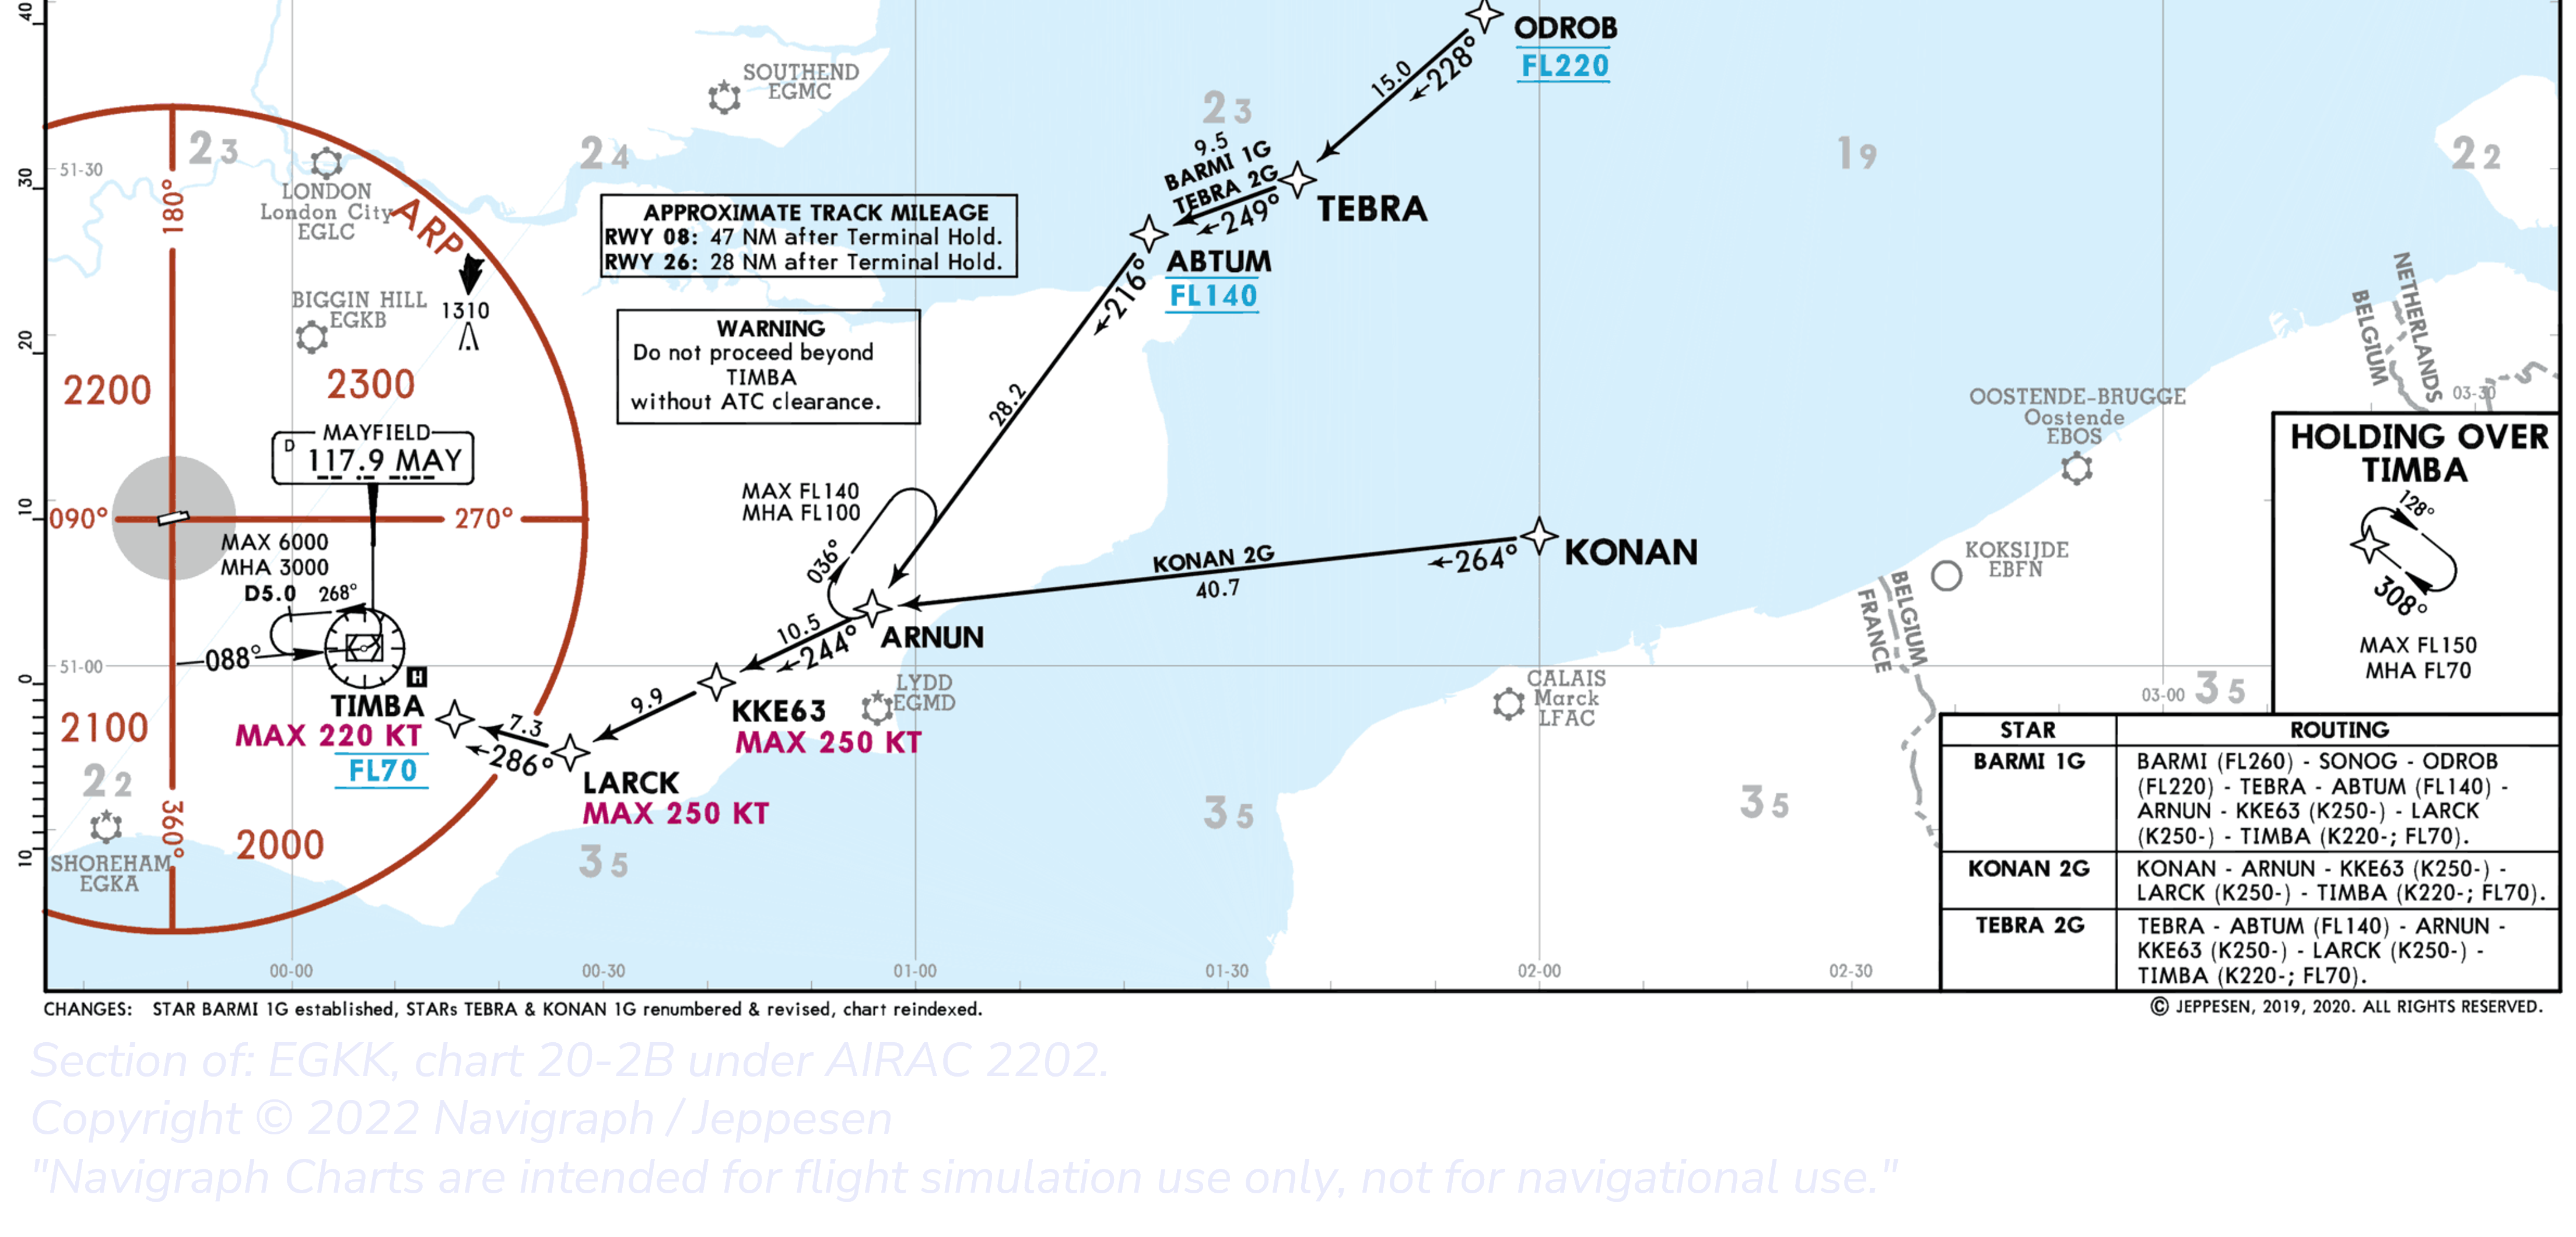 40
ODROB
FL220
15.0
←228°
SOUTHEND
EGMC
23
9.5
BARMI 1G
TEBRA 2G
←249°
TEBRA
19
22
23
24
51-30
30
180°
LONDON
London City
EGLC
ARP
APPROXIMATE TRACK MILEAGE
RWY 08: 47 NM after Terminal Hold.
RWY 26: 28 NM after Terminal Hold.
ABTUM
FL140
←216°
28.2
BIGGIN HILL
EGKB
1310
WARNING
Do not proceed beyond
TIMBA
without ATC clearance.
20
2200
2300
NETHERLANDS
BELGIUM
03-30
OOSTENDE-BRUGGE
Oostende
EBOS
MAYFIELD
D
117.9 MAY
10
090°
270°
MAX FL140
MHA FL100
036°
HOLDING OVER
TIMBA
128°
308°
MAX FL150
MHA FL70
MAX 6000
MHA 3000
D5.0 268°
←264°
KONAN
KONAN 2G
40.7
KOKSIJDE
EBFN
BELGIUM
FRANCE
ARNUN
10.5
←244°
088°
51-00
0
H
TIMBA
MAX 220 KT
FL70
7.3
←286°
9.9
KKE63
MAX 250 KT
LYDD
EGMD
CALAIS
Marck
LFAC
03-00
35
2100
22
LARCK
MAX 250 KT
35
35
360°
10
2000
SHOREHAM
EGKA
35
STAR ROUTING
BARMI 1G BARMI (FL260) - SONOG - ODROB
(FL220) - TEBRA - ABTUM (FL140) -
ARNUN - KKE63 (K250-) - LARCK
(K250-) - TIMBA (K220-; FL70).
KONAN 2G KONAN - ARNUN - KKE63 (K250-) -
LARCK (K250-) - TIMBA (K220-; FL70).
TEBRA 2G TEBRA - ABTUM (FL140) - ARNUN -
KKE63 (K250-) - LARCK (K250-) -
TIMBA (K220-; FL70).
00-00
00-30
01-00
01-30
02-00
02-30
CHANGES: STAR BARMI 1G established, STARs TEBRA & KONAN 1G renumbered & revised, chart reindexed.
© JEPPESEN, 2019, 2020. ALL RIGHTS RESERVED.
Section of: EGKK, chart 20-2B under AIRAC 2202.
Copyright © 2022 Navigraph / Jeppesen
"Navigraph Charts are intended for flight simulation use only, not for navigational use."